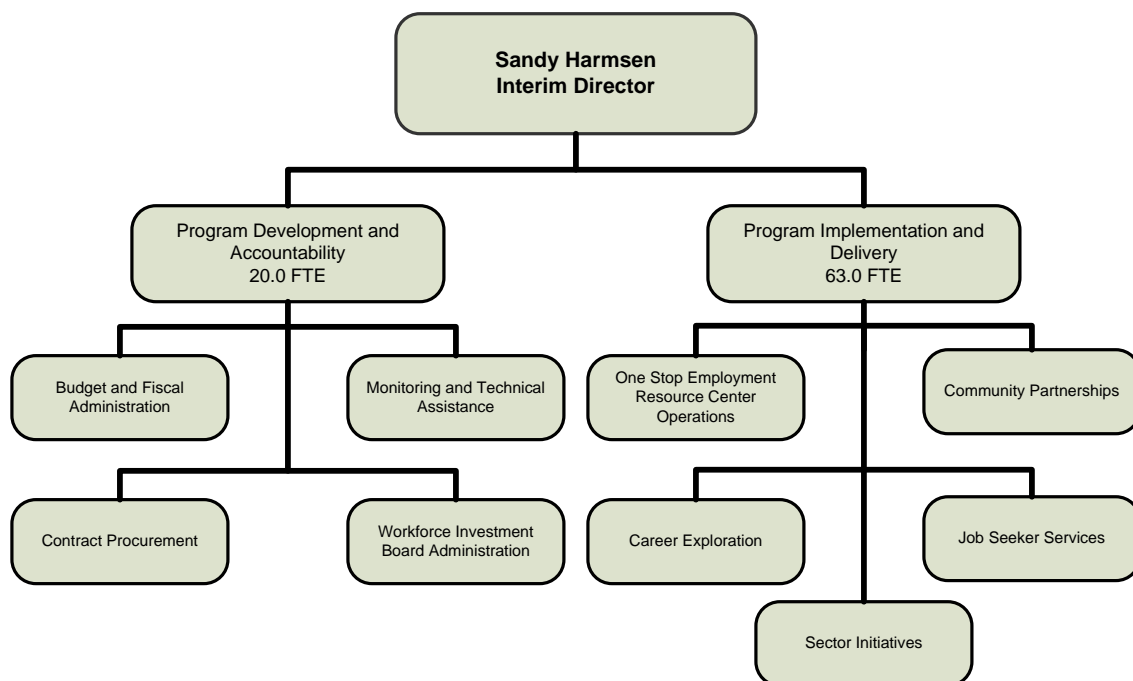 Sandy Harmsen
Interim Director
Program Development and
Accountability
20.0 FTE
Program Implementation and
Delivery
63.0 FTE
Budget and Fiscal
Administration
Monitoring and Technical
Assistance
One Stop Employment
Resource Center
Operations
Community Partnerships
Contract Procurement
Workforce Investment
Board Administration
Career Exploration
Job Seeker Services
Sector Initiatives